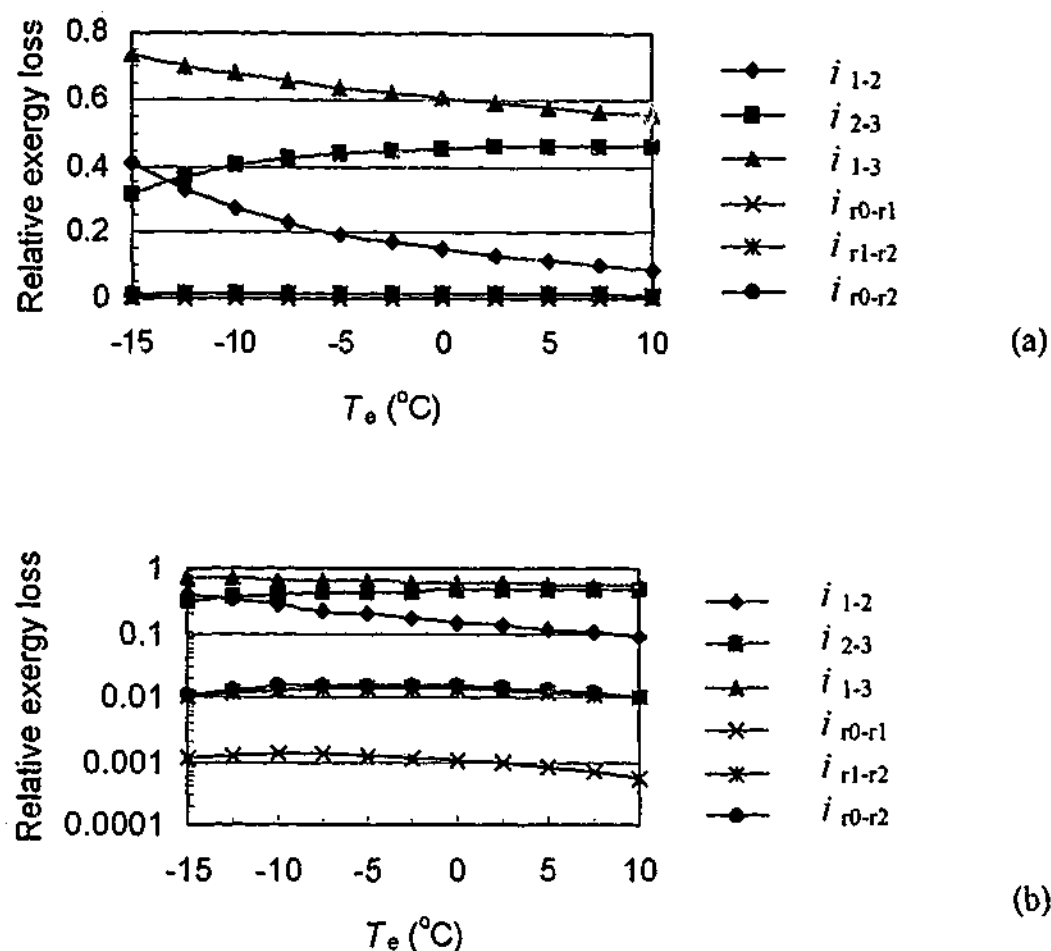 Relative exergy loss
0.8
0.6
0.4
0.2
0
-15 -10 -5 0 5 10
T e (°C)
i 1-2
i 2-3
i 1-3
i r0-r1
i r1-r2
i r0-r2
(a)
Relative exergy loss
1
0.1
0.01
0.001
0.0001
-15 -10 -5 0 5 10
T e (°C)
i 1-2
i 2-3
i 1-3
i r0-r1
i r1-r2
i r0-r2
(b)